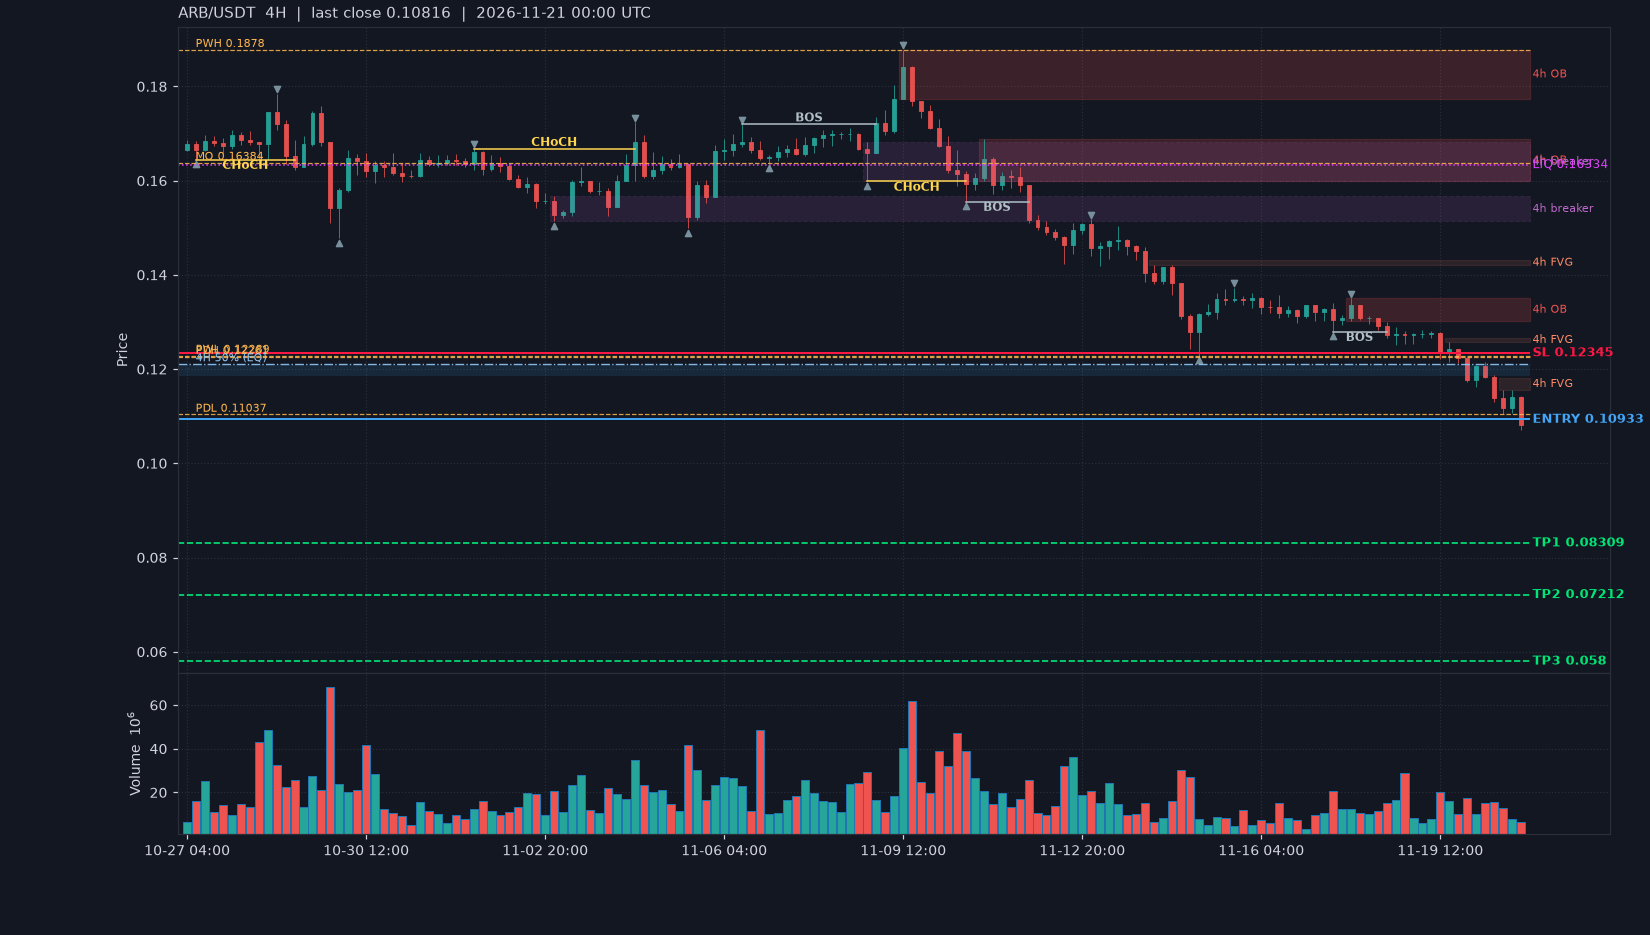 ARB/USDT 4H | last close 0.10816 | 2026-11-21 00:00 UTC
PWH 0.1878
4h OB
0.18
BOS
CHoCH
MO 0.16384
CHoCH
LIQ 0.16334
0.16
CHoCH
BOS
4h breaker
4h FVG
0.14
4h OB
BOS
4h FVG
SL 0.12345
4H 50% (EQ)
0.12
4h FVG
PDL 0.11037
ENTRY 0.10933
0.10
Price
TP1 0.08309
0.08
TP2 0.07212
0.06
TP3 0.058
60
40
20
Volume 10⁶
10-27 04:00
10-30 12:00
11-02 20:00
11-06 04:00
11-09 12:00
11-12 20:00
11-16 04:00
11-19 12:00